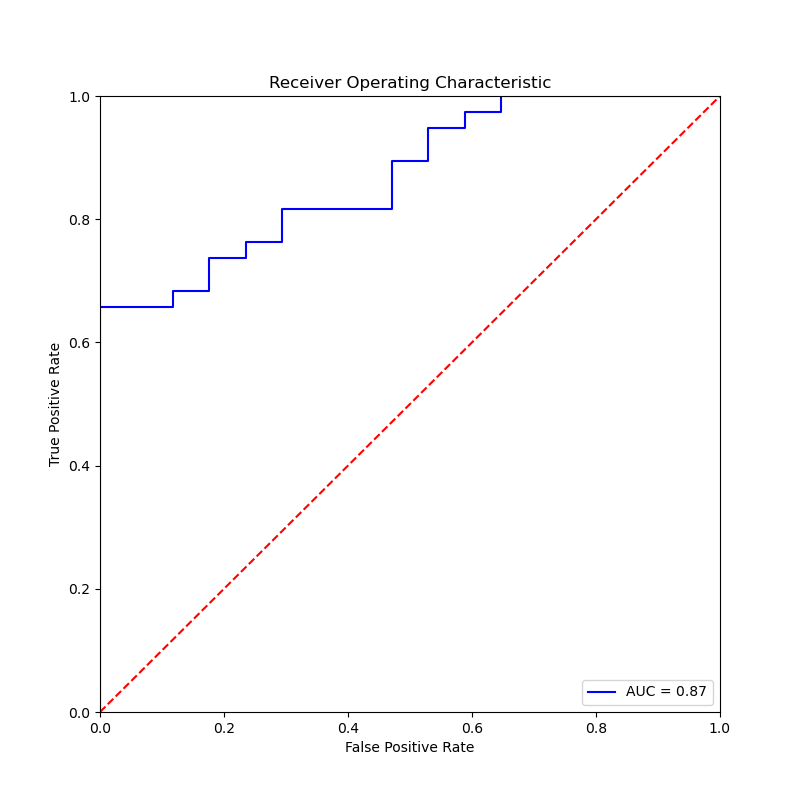 Receiver Operating Characteristic
1.0
0.8
0.6
0.4
0.2
0.0
True Positive Rate
AUC = 0.87
0.0 0.2 0.4 0.6 0.8 1.0
False Positive Rate